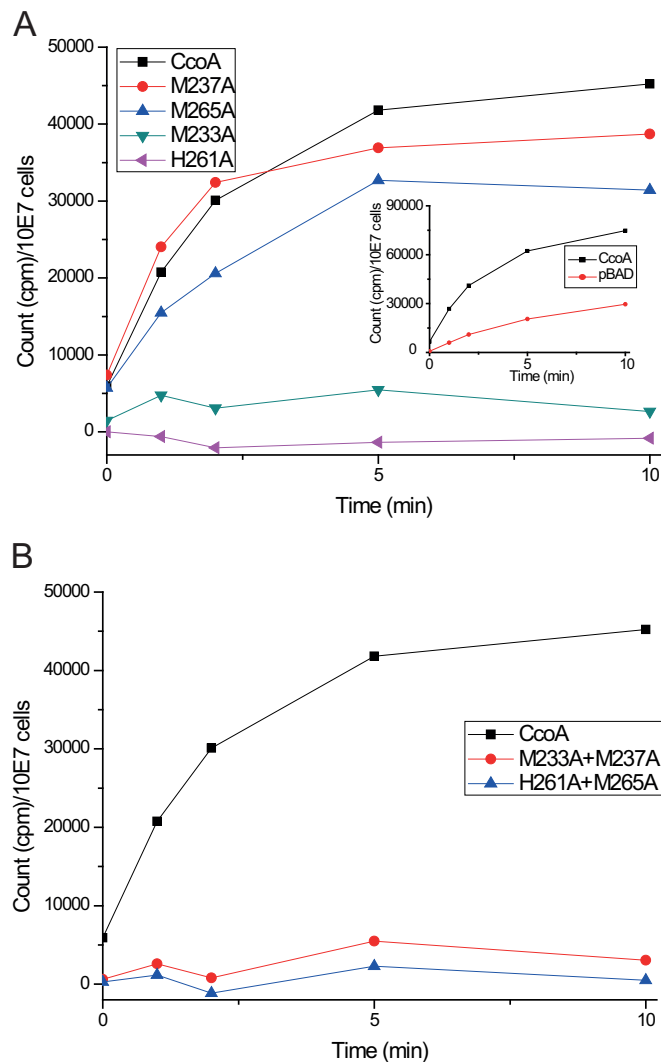 A
50000
40000
30000
20000
10000
0
Count (cpm)/10E7 cells
CcoA
M237A
M265A
M233A
H261A
90000
60000
30000
0
Count (cpm)/10E7 cells
CcoA
pBAD
0
5
10
Time (min)
0
5
10
Time (min)
B
50000
40000
30000
20000
10000
0
Count (cpm)/10E7 cells
CcoA
M233A+M237A
H261A+M265A
0
5
10
Time (min)